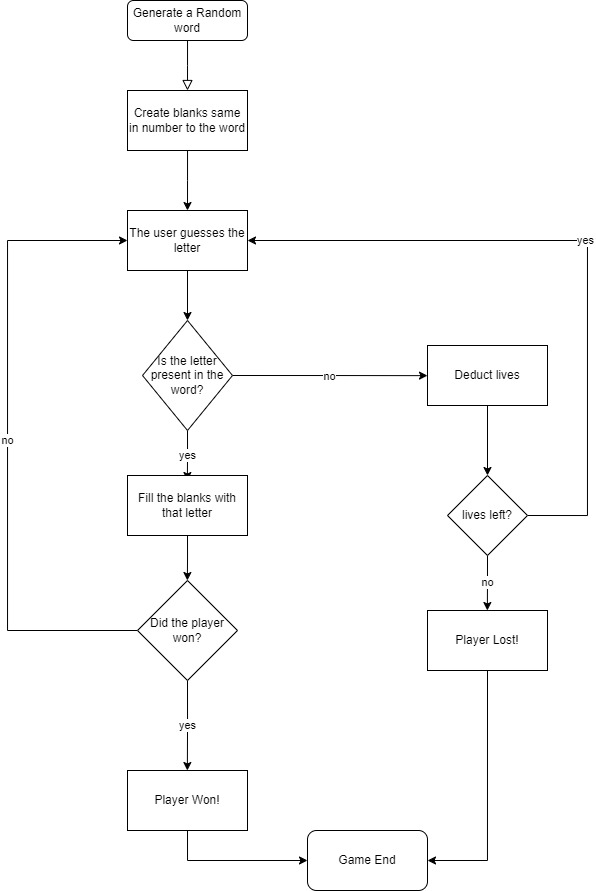 Generate a Random
word
Create blanks same
in number to the word
The user guesses the
letter
yes
Is the letter
present in the
word?
no
Deduct lives
no
yes
Fill the blanks with
that letter
lives left?
no
Did the player
won?
Player Lost!
yes
Player Won!
Game End